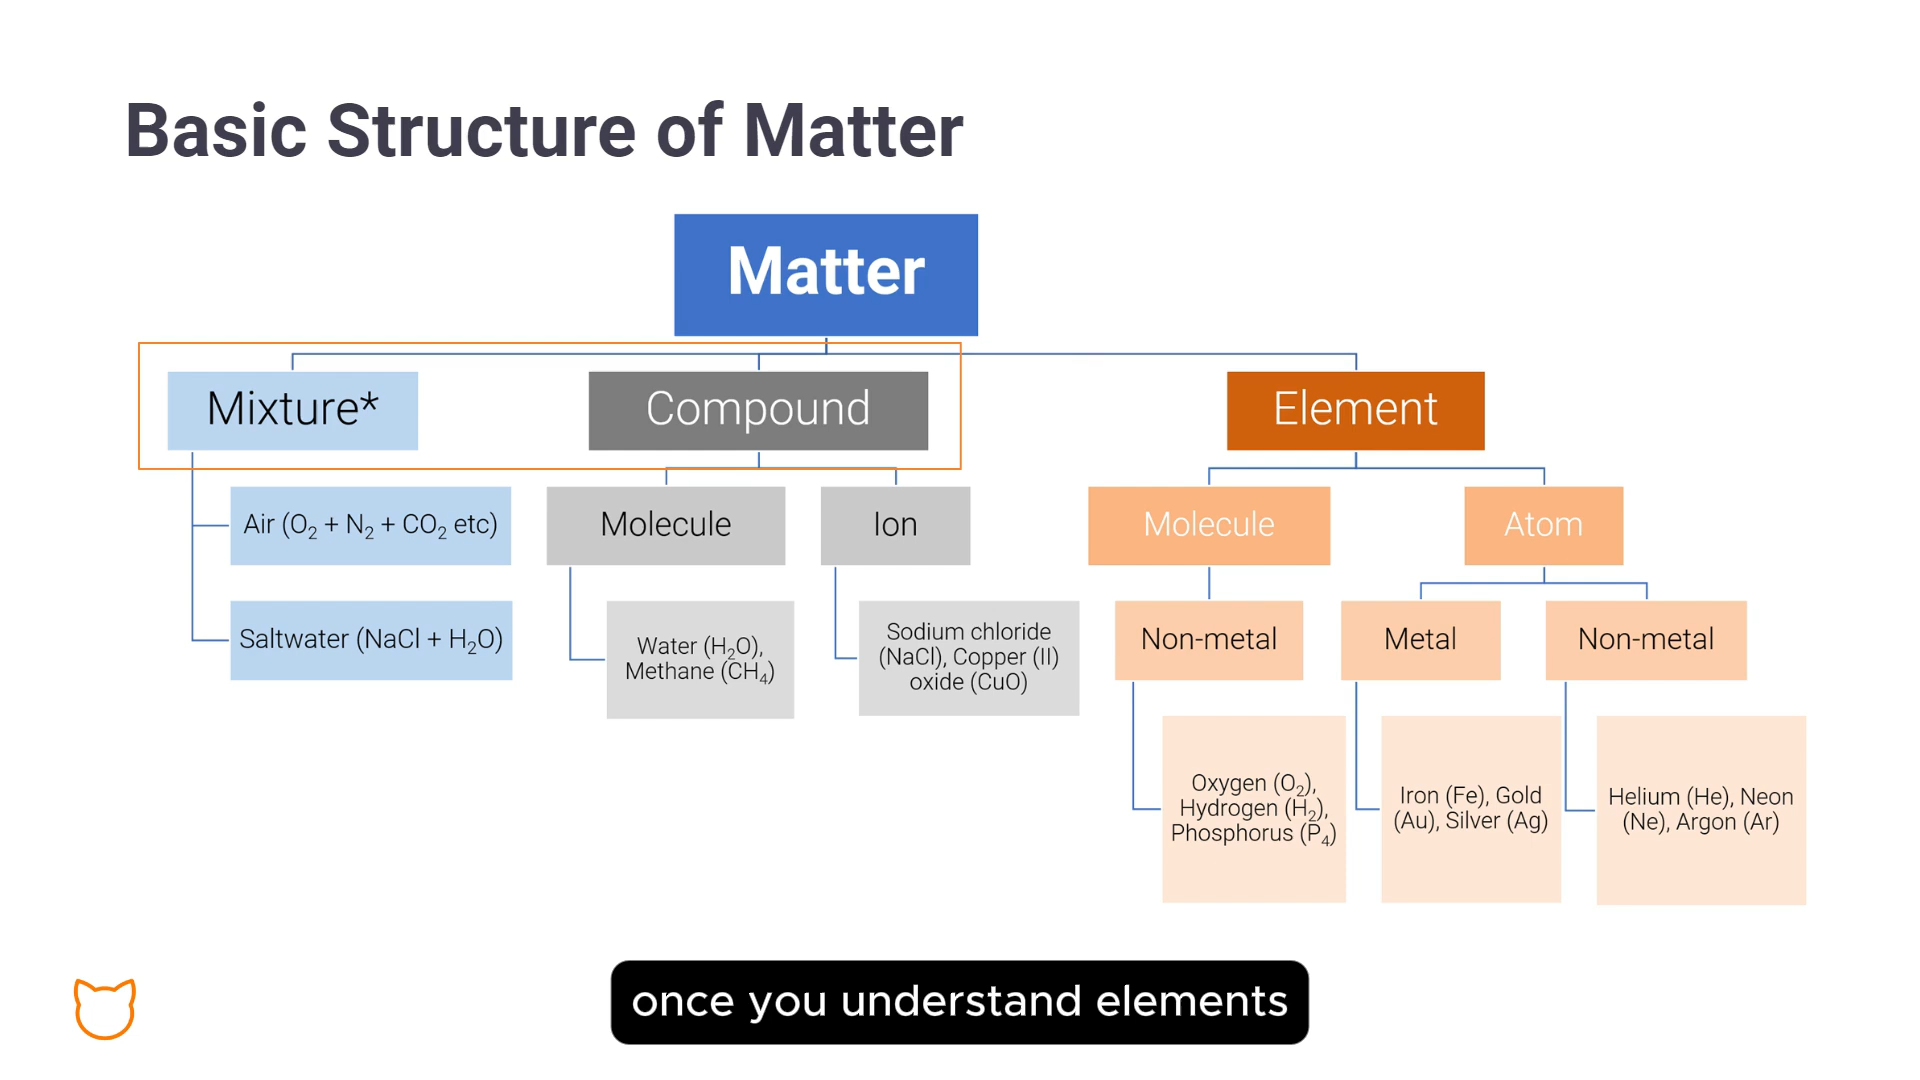 Basic Structure of Matter
Matter
Mixture*
Compound
Element
Air (O₂ + N₂ + CO₂ etc)
Molecule
Ion
Molecule
Atom
Saltwater (NaCl + H₂O)
Water (H₂O),
Methane (CH₄)
Sodium chloride
(NaCl), Copper (II)
oxide (CuO)
Non-metal
Metal
Non-metal
Oxygen (O₂),
Hydrogen (H₂),
Phosphorus (P₄)
Iron (Fe), Gold
(Au), Silver (Ag)
Helium (He), Neon
(Ne), Argon (Ar)
once you understand elements